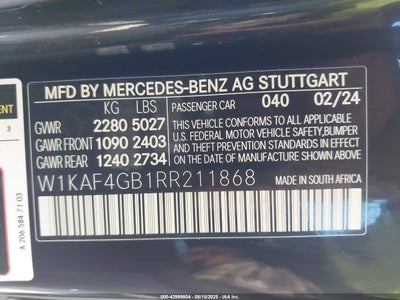 MFD BY MERCEDES-BENZ AG STUTTGART
KG LBS
GVWR 2280 5027
GAWR FRONT 1090 2403
GAWR REAR 1240 2734
PASSENGER CAR 040 02/24
THIS VEHICLE CONFORMS TO ALL APPLICABLE
U.S. FEDERAL MOTOR VEHICLE SAFETY,BUMPER
AND THEFT PREVENTION STANDARDS IN EFFECT
ON THE DATE OF MANUFACTURE SHOWN ABOVE
W1KAF4GB1RR211868
MADE IN SOUTH AFRICA
ENT
3
A 206 584 71 03
000-42999004 - 08/15/2025 - IAA Inc.